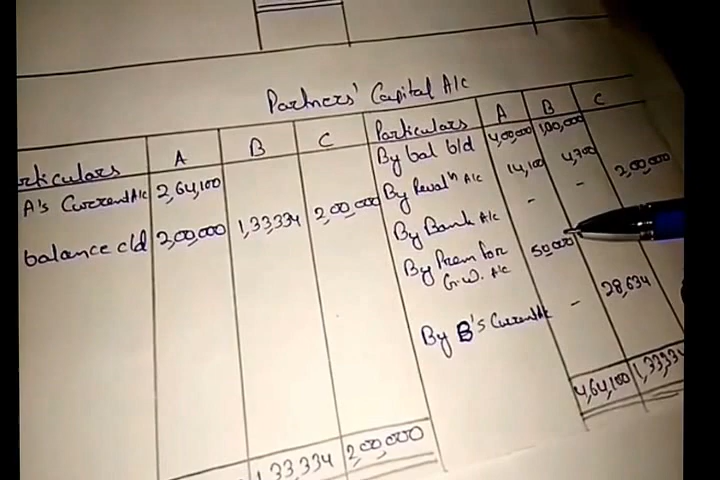 Partners' Capital A/c
rticulars A B C Particulars A B C
By bal b/d 4,00,000 1,00,000
A's Current A/c 2,64,100
By Reval'n A/c 14,100 4,700
balance c/d 2,00,000 1,33,334 2,00,000
By Bank A/c - - 2,00,000
By Prem for 50,000
G.w. A/c
By B's Current A/c - 28,634
4,64,100 1,33,334
1,33,334 2,00,000